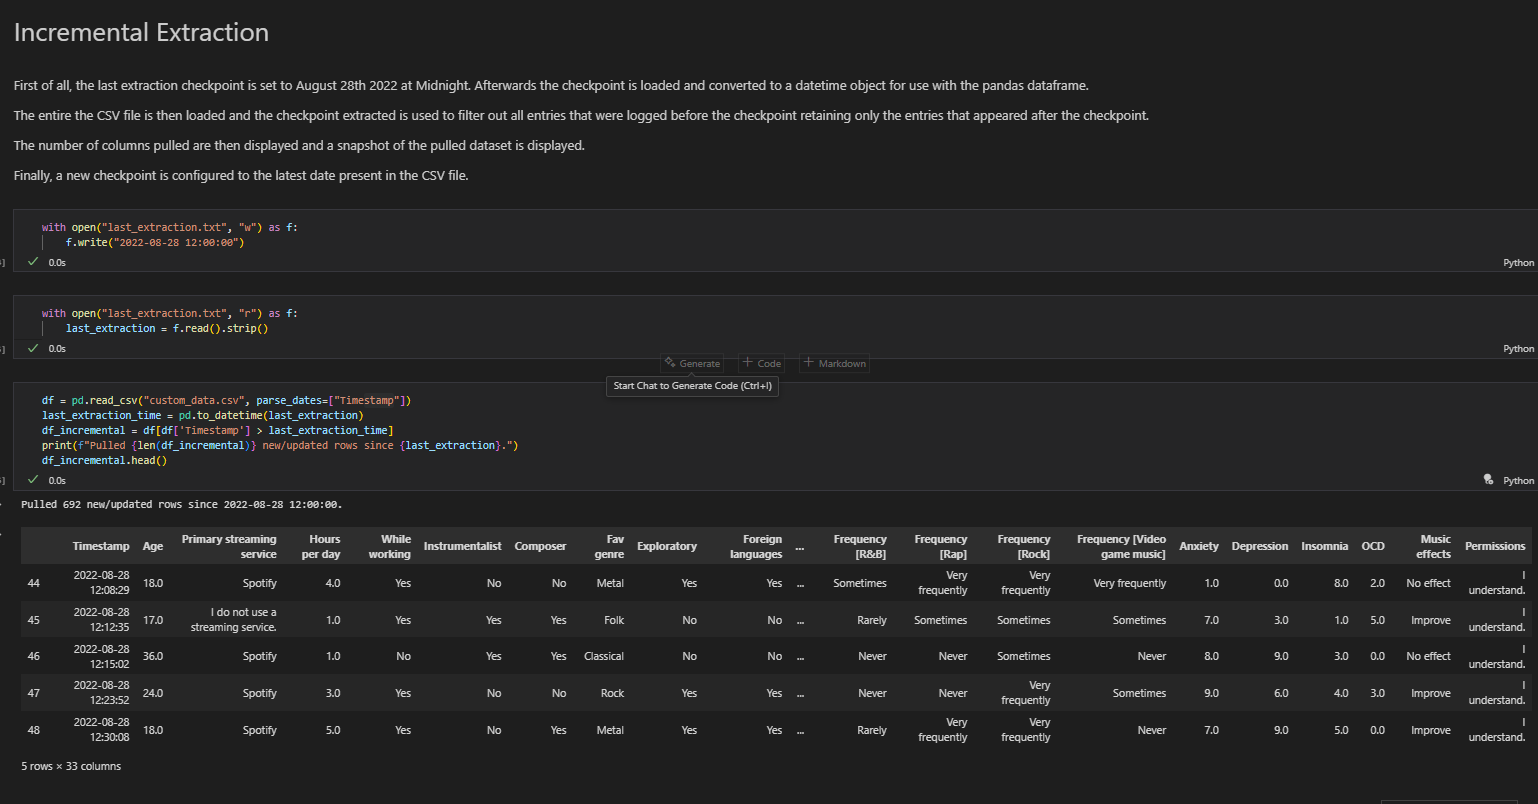 Incremental Extraction
First of all, the last extraction checkpoint is set to August 28th 2022 at Midnight. Afterwards the checkpoint is loaded and converted to a datetime object for use with the pandas dataframe.
The entire the CSV file is then loaded and the checkpoint extracted is used to filter out all entries that were logged before the checkpoint retaining only the entries that appeared after the checkpoint.
The number of columns pulled are then displayed and a snapshot of the pulled dataset is displayed.
Finally, a new checkpoint is configured to the latest date present in the CSV file.
with open("last_extraction.txt", "w") as f:
    f.write("2022-08-28 12:00:00")
0.0s Python
with open("last_extraction.txt", "r") as f:
    last_extraction = f.read().strip()
0.0s Python
Generate + Code + Markdown
Start Chat to Generate Code (Ctrl+I)
df = pd.read_csv("custom_data.csv", parse_dates=["Timestamp"])
last_extraction_time = pd.to_datetime(last_extraction)
df_incremental = df[df['Timestamp'] > last_extraction_time]
print(f"Pulled {len(df_incremental)} new/updated rows since {last_extraction}.")
df_incremental.head()
0.0s Python
Pulled 692 new/updated rows since 2022-08-28 12:00:00.
Timestamp Age Primary streaming service Hours per day While working Instrumentalist Composer Fav genre Exploratory Foreign languages ... Frequency [R&B] Frequency [Rap] Frequency [Rock] Frequency [Video game music] Anxiety Depression Insomnia OCD Music effects Permissions
44 2022-08-28 12:08:29 18.0 Spotify 4.0 Yes No No Metal Yes Yes ... Sometimes Very frequently Very frequently Very frequently 1.0 0.0 8.0 2.0 No effect I understand.
45 2022-08-28 12:12:35 17.0 I do not use a streaming service. 1.0 Yes Yes Yes Folk No No ... Rarely Sometimes Sometimes Sometimes 7.0 3.0 1.0 5.0 Improve I understand.
46 2022-08-28 12:15:02 36.0 Spotify 1.0 No Yes Yes Classical No No ... Never Never Sometimes Never 8.0 9.0 3.0 0.0 No effect I understand.
47 2022-08-28 12:23:52 24.0 Spotify 3.0 Yes No No Rock Yes Yes ... Never Never Very frequently Sometimes 9.0 6.0 4.0 3.0 Improve I understand.
48 2022-08-28 12:30:08 18.0 Spotify 5.0 Yes No Yes Metal Yes Yes ... Rarely Very frequently Very frequently Never 7.0 9.0 5.0 0.0 Improve I understand.
5 rows × 33 columns